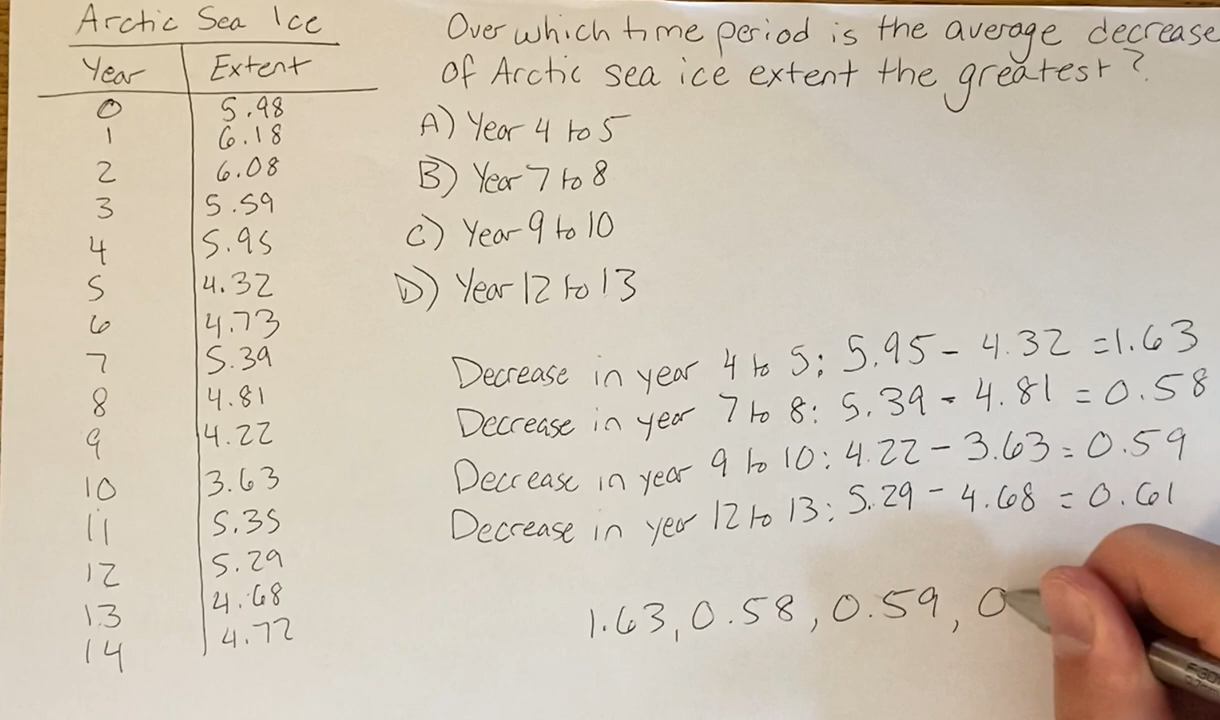 Arctic Sea Ice
Year Extent
0 5.98
1 6.18
2 6.08
3 5.59
4 5.95
5 4.32
6 4.73
7 5.39
8 4.81
9 4.22
10 3.63
11 5.35
12 5.29
13 4.68
14 4.72
Over which time period is the average decrease
of Arctic sea ice extent the greatest?
A) Year 4 to 5
B) Year 7 to 8
C) Year 9 to 10
D) Year 12 to 13
Decrease in year 4 to 5: 5.95 - 4.32 = 1.63
Decrease in year 7 to 8: 5.39 - 4.81 = 0.58
Decrease in year 9 to 10: 4.22 - 3.63 = 0.59
Decrease in year 12 to 13: 5.29 - 4.68 = 0.61
1.63, 0.58, 0.59, 0